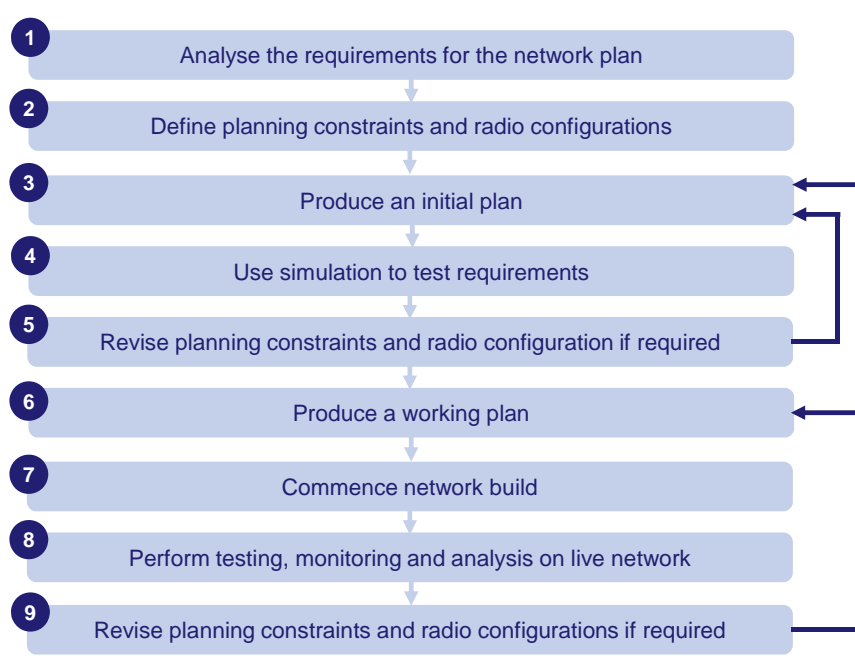 1
Analyse the requirements for the network plan
2
Define planning constraints and radio configurations
3
Produce an initial plan
4
Use simulation to test requirements
5
Revise planning constraints and radio configuration if required
6
Produce a working plan
7
Commence network build
8
Perform testing, monitoring and analysis on live network
9
Revise planning constraints and radio configurations if required